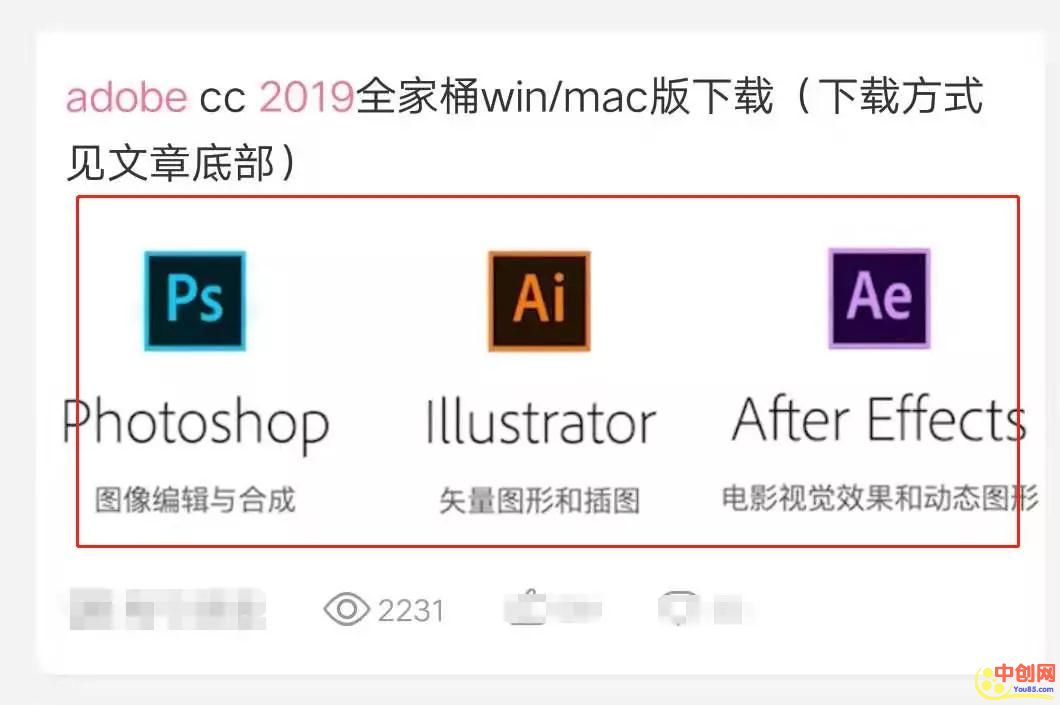 adobe cc 2019全家桶win/mac版下载（下载方式
见文章底部）
Ps Ai Ae
Photoshop Illustrator After Effects
图像编辑与合成 矢量图形和插图 电影视觉效果和动态图形
2231
中创网
You85.com